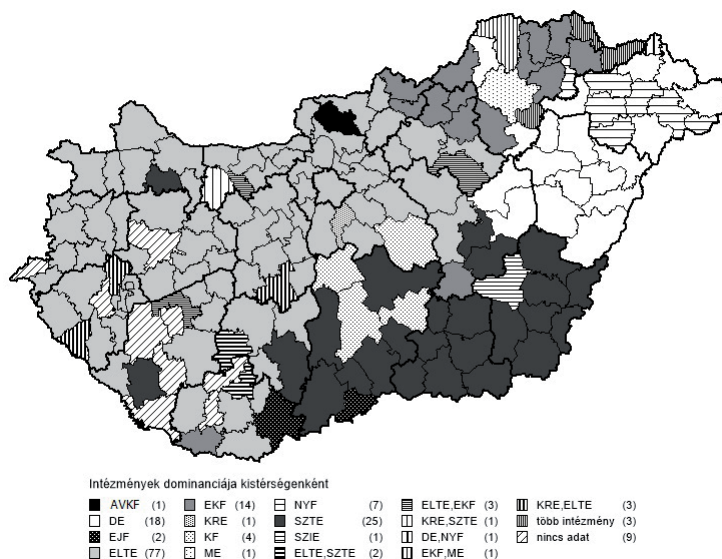 Intézmények dominanciája kistérségenként
AVKF (1) EKF (14) NYF (7) ELTE,EKF (3) KRE,ELTE (3)
DE (18) KRE (1) SZTE (25) KRE,SZTE (1) több intézmény (3)
EJF (2) KF (4) SZIE (1) DE,NYF (1) nincs adat (9)
ELTE (77) ME (1) ELTE,SZTE (2) EKF,ME (1)